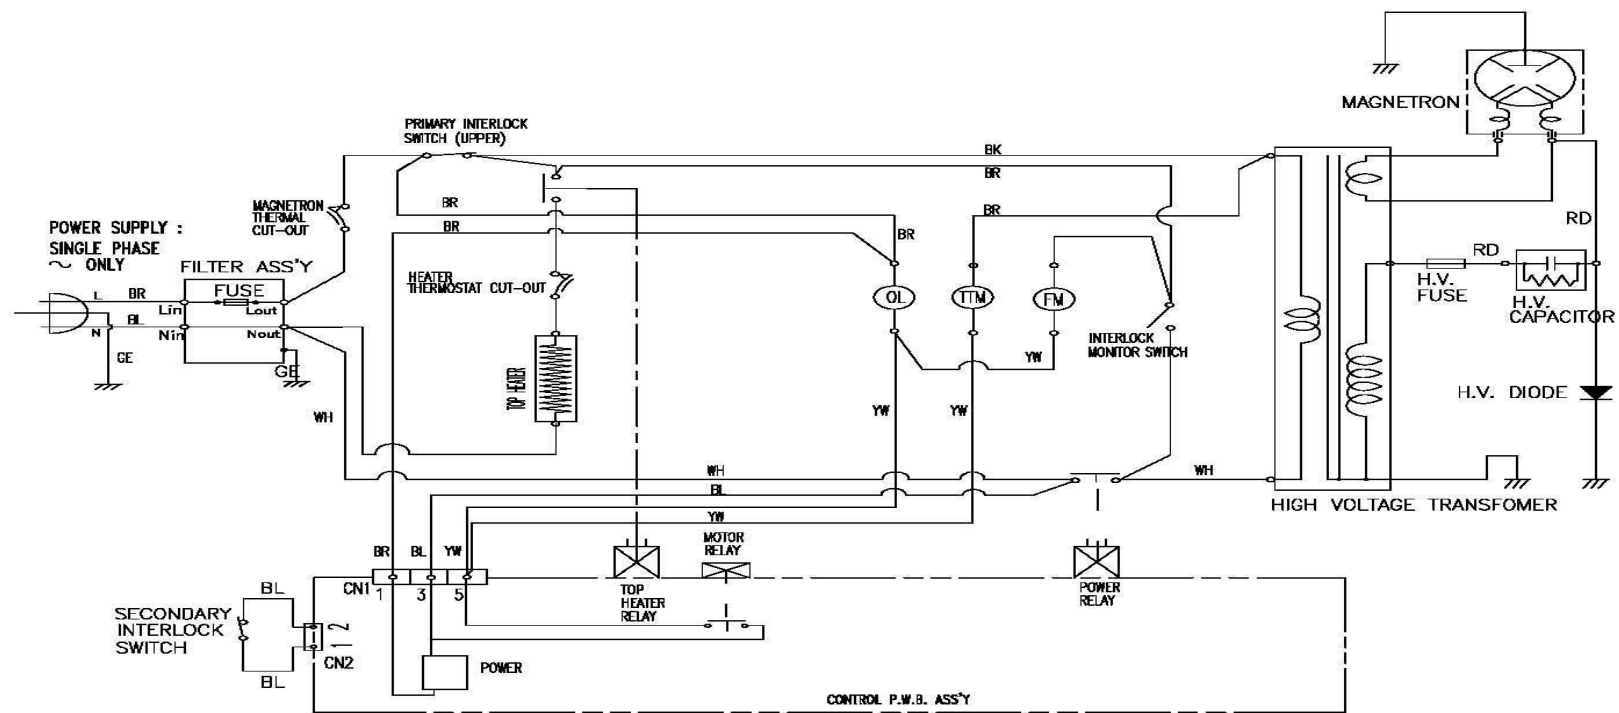 MAGNETRON
PRIMARY INTERLOCK
SWITCH (UPPER)
BK
BR
MAGNETRON
THERMAL
CUT-OUT
BR
BR
BR
BR
POWER SUPPLY :
SINGLE PHASE
~ ONLY
FILTER ASS'Y
FUSE
L
BR
Lin
Lout
BL
N
Nin
Nout
GE
GE
HEATER
THERMOSTAT CUT-OUT
OL
TTM
FM
RD
RD
H.V.
FUSE
H.V.
CAPACITOR
INTERLOCK
MONITOR SWITCH
YW
TOP HEATER
H.V. DIODE
WH
YW
YW
WH
WH
BL
YW
HIGH VOLTAGE TRANSFOMER
BR
BL
YW
MOTOR
RELAY
CN1
1
3
5
TOP
HEATER
RELAY
POWER
RELAY
BL
SECONDARY
INTERLOCK
SWITCH
2
1
CN2
BL
POWER
CONTROL P.W.B. ASS'Y